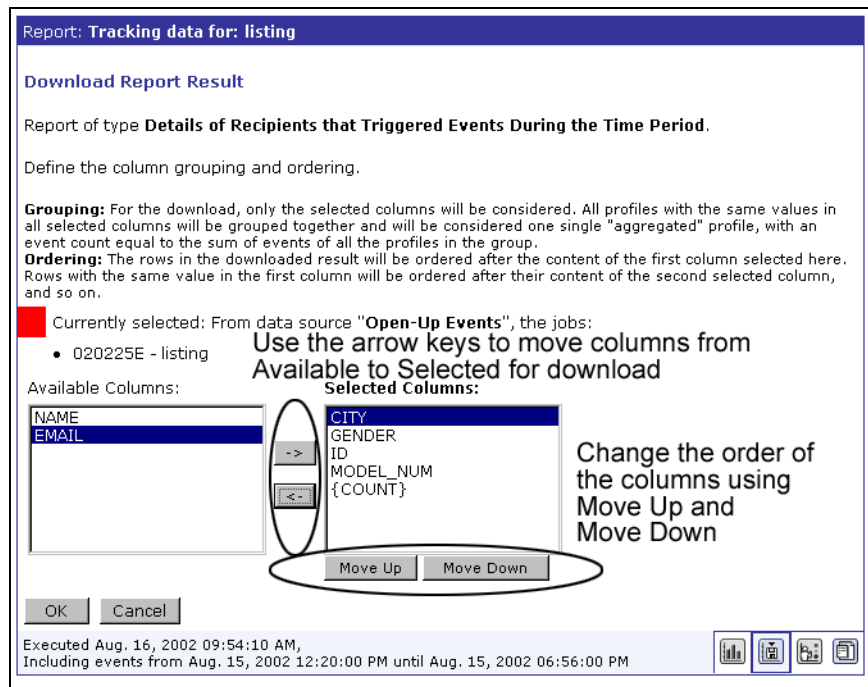 Report: Tracking data for: listing
Download Report Result
Report of type Details of Recipients that Triggered Events During the Time Period.
Define the column grouping and ordering.
Grouping: For the download, only the selected columns will be considered. All profiles with the same values in
all selected columns will be grouped together and will be considered one single "aggregated" profile, with an
event count equal to the sum of events of all the profiles in the group.
Ordering: The rows in the downloaded result will be ordered after the content of the first column selected here.
Rows with the same value in the first column will be ordered after their content of the second selected column,
and so on.
Currently selected: From data source "Open-Up Events", the jobs:
• 020225E - listing
Use the arrow keys to move columns from
Available to Selected for download
Available Columns:
NAME
EMAIL
->
<-
Selected Columns:
CITY
GENDER
ID
MODEL_NUM
{COUNT}
Change the order of
the columns using
Move Up and
Move Down
Move Up Move Down
OK Cancel
Executed Aug. 16, 2002 09:54:10 AM,
Including events from Aug. 15, 2002 12:20:00 PM until Aug. 15, 2002 06:56:00 PM